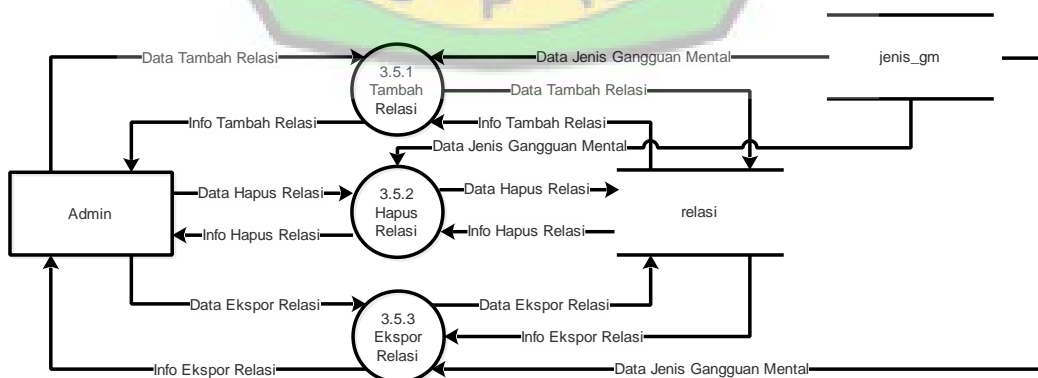 Data Tambah Relasi
3.5.1
Tambah
Relasi
Data Jenis Gangguan Mental
jenis_gm
Data Tambah Relasi
Info Tambah Relasi
Info Tambah Relasi
Data Jenis Gangguan Mental
Admin
Data Hapus Relasi
3.5.2
Hapus
Relasi
Data Hapus Relasi
relasi
Info Hapus Relasi
Info Hapus Relasi
Data Ekspor Relasi
3.5.3
Ekspor
Relasi
Data Ekspor Relasi
Info Ekspor Relasi
Info Ekspor Relasi
Data Jenis Gangguan Mental